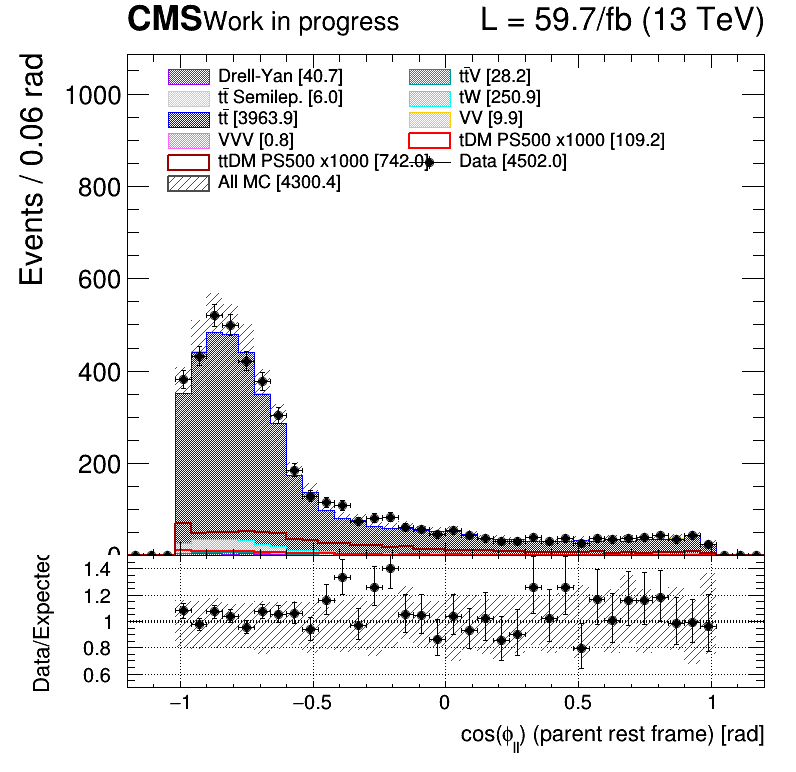 CMS Work in progress L = 59.7/fb (13 TeV)
Events / 0.06 rad
1000
800
600
400
200
0
Drell-Yan [40.7] tt̄V [28.2]
tt̄ Semilep. [6.0] tW [250.9]
tt̄ [3963.9] VV [9.9]
VVV [0.8] tDM PS500 x1000 [109.2]
ttDM PS500 x1000 [742.0] Data [4502.0]
All MC [4300.4]
Data/Expected
1.4
1.2
1
0.8
0.6
−1 −0.5 0 0.5 1
cos(ϕ_ll) (parent rest frame) [rad]